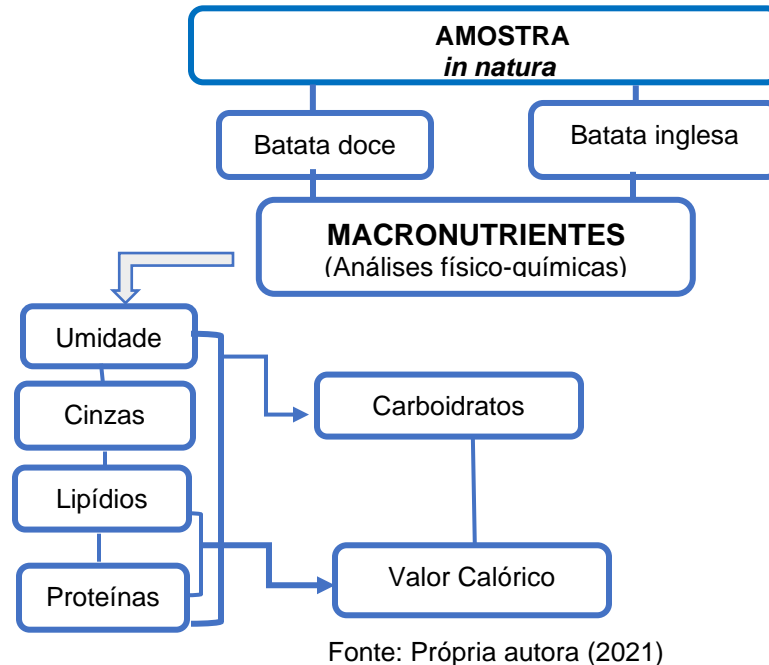 AMOSTRA
in natura
Batata doce
Batata inglesa
MACRONUTRIENTES
(Análises físico-químicas)
Umidade
Cinzas
Carboidratos
Lipídios
Valor Calórico
Proteínas
Fonte: Própria autora (2021)